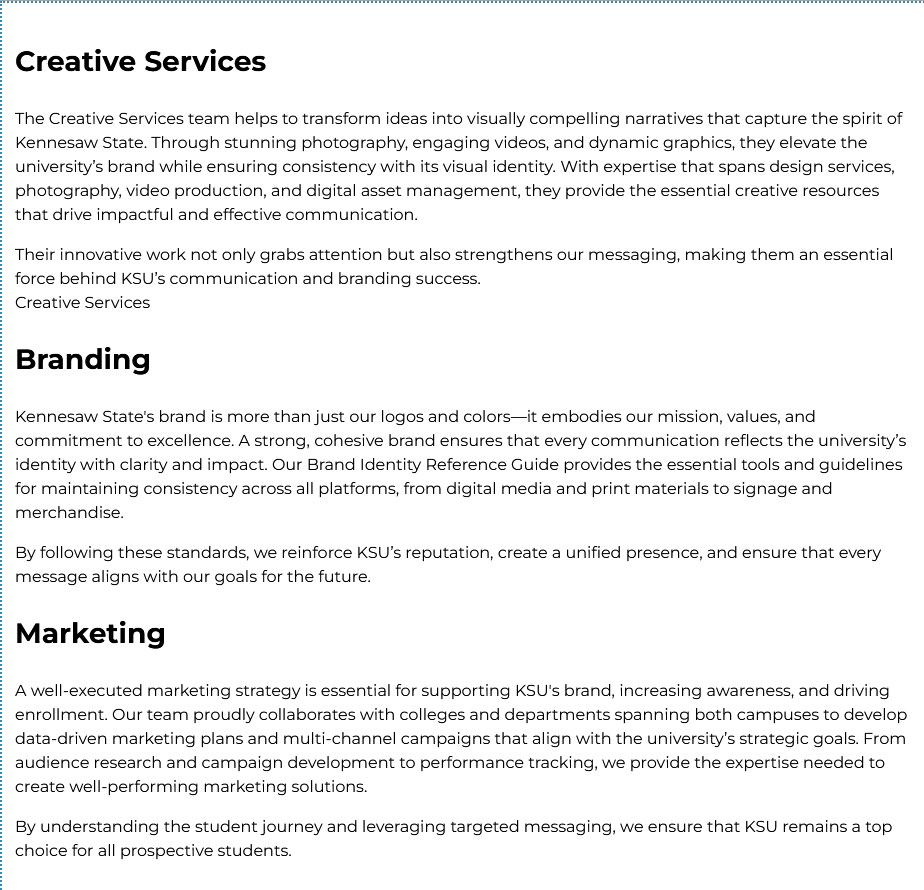 Creative Services
The Creative Services team helps to transform ideas into visually compelling narratives that capture the spirit of
Kennesaw State. Through stunning photography, engaging videos, and dynamic graphics, they elevate the
university’s brand while ensuring consistency with its visual identity. With expertise that spans design services,
photography, video production, and digital asset management, they provide the essential creative resources
that drive impactful and effective communication.
Their innovative work not only grabs attention but also strengthens our messaging, making them an essential
force behind KSU’s communication and branding success.
Creative Services
Branding
Kennesaw State's brand is more than just our logos and colors—it embodies our mission, values, and
commitment to excellence. A strong, cohesive brand ensures that every communication reflects the university’s
identity with clarity and impact. Our Brand Identity Reference Guide provides the essential tools and guidelines
for maintaining consistency across all platforms, from digital media and print materials to signage and
merchandise.
By following these standards, we reinforce KSU’s reputation, create a unified presence, and ensure that every
message aligns with our goals for the future.
Marketing
A well-executed marketing strategy is essential for supporting KSU's brand, increasing awareness, and driving
enrollment. Our team proudly collaborates with colleges and departments spanning both campuses to develop
data-driven marketing plans and multi-channel campaigns that align with the university’s strategic goals. From
audience research and campaign development to performance tracking, we provide the expertise needed to
create well-performing marketing solutions.
By understanding the student journey and leveraging targeted messaging, we ensure that KSU remains a top
choice for all prospective students.